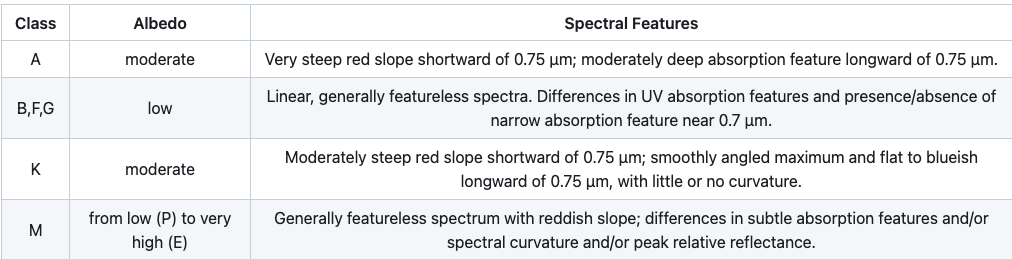 Class Albedo Spectral Features
A moderate Very steep red slope shortward of 0.75 μm; moderately deep absorption feature longward of 0.75 μm.
B,F,G low Linear, generally featureless spectra. Differences in UV absorption features and presence/absence of
narrow absorption feature near 0.7 μm.
K moderate Moderately steep red slope shortward of 0.75 μm; smoothly angled maximum and flat to blueish
longward of 0.75 μm, with little or no curvature.
M from low (P) to very
high (E)
Generally featureless spectrum with reddish slope; differences in subtle absorption features and/or
spectral curvature and/or peak relative reflectance.